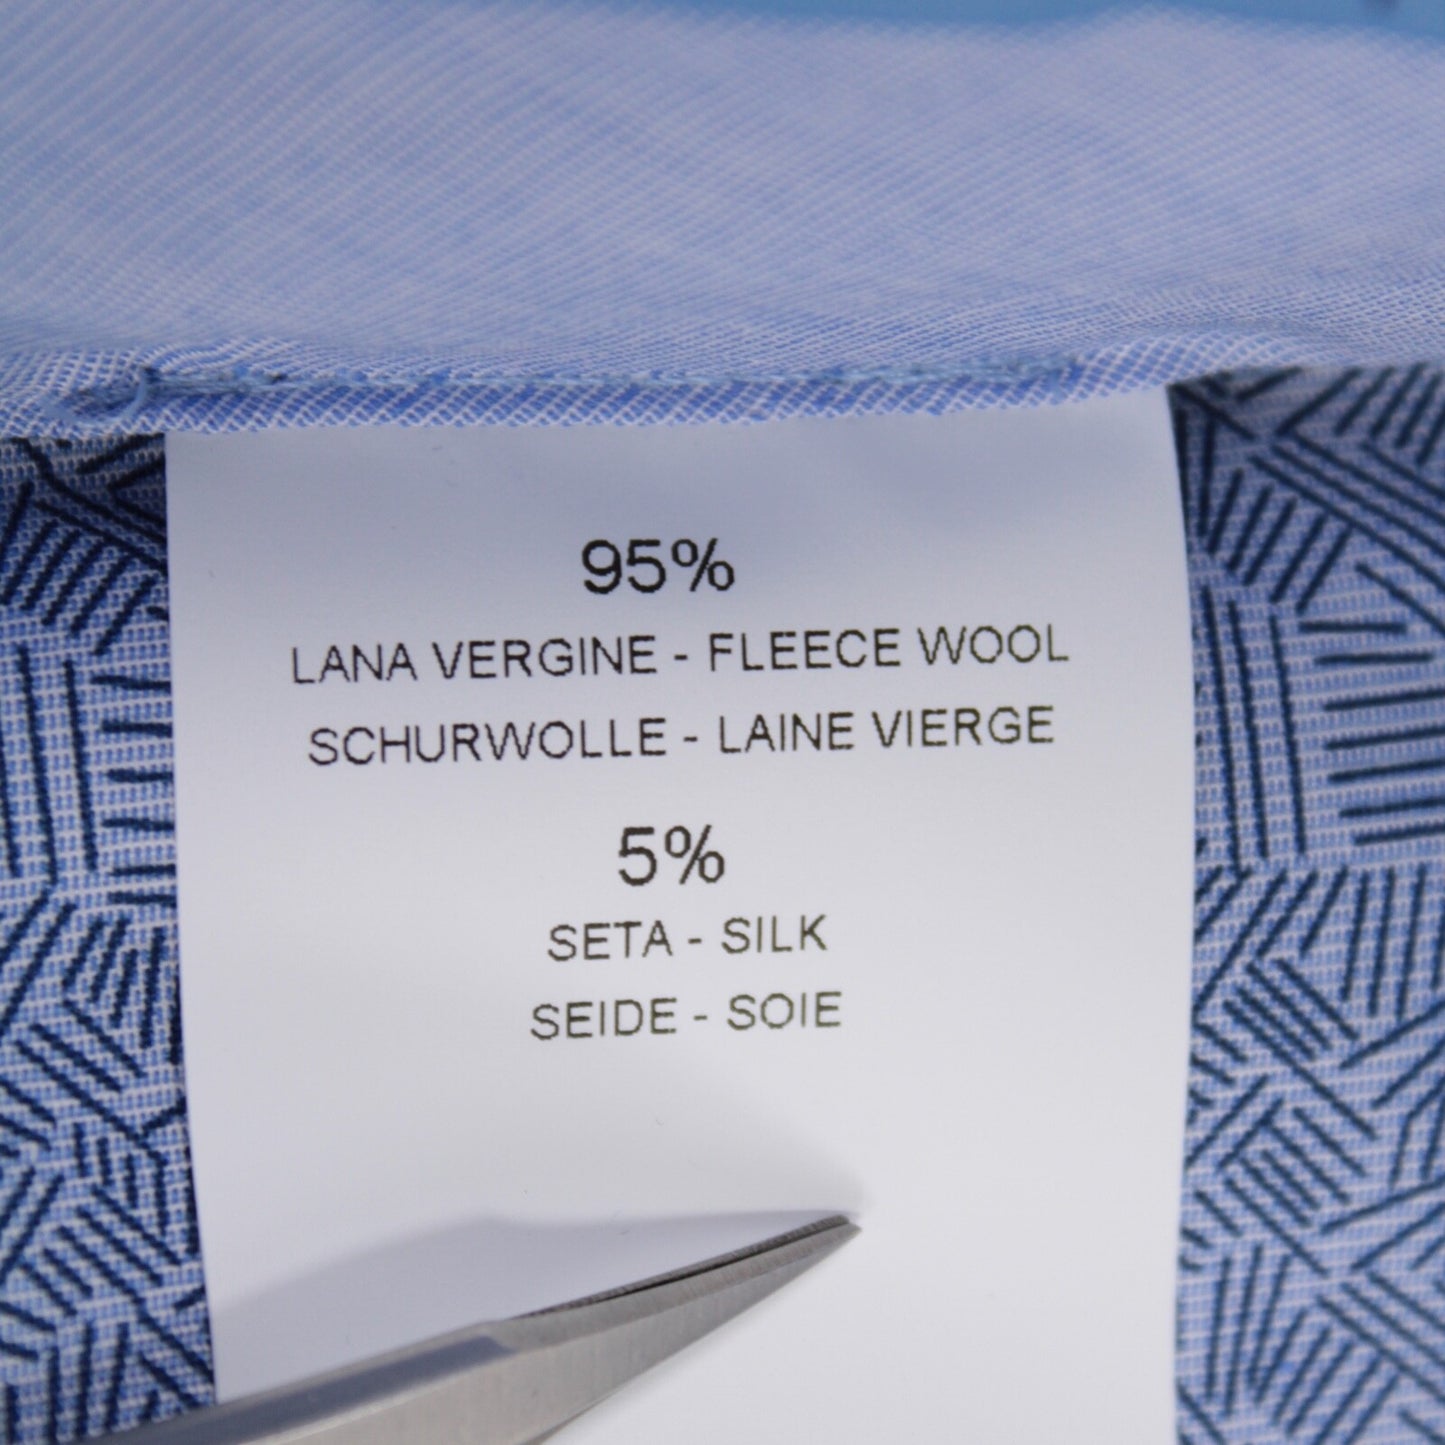 95%
LANA VERGINE - FLEECE WOOL
SCHURWOLLE - LAINE VIERGE
5%
SETA - SILK
SEIDE - SOIE